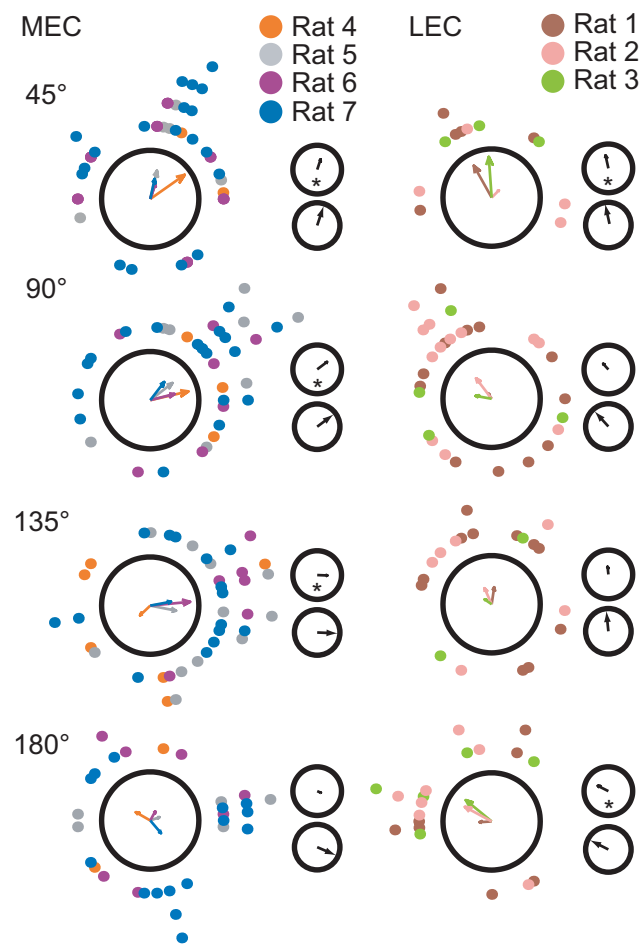 MEC
Rat 4
Rat 5
Rat 6
Rat 7
LEC
Rat 1
Rat 2
Rat 3
45°
*
*
90°
*
135°
*
180°
*